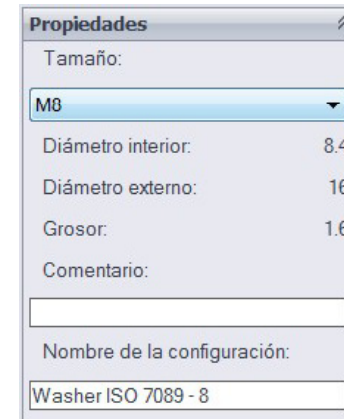 Propiedades
Tamaño:
M8
Diámetro interior: 8.4
Diámetro externo: 16
Grosor: 1.6
Comentario:
Nombre de la configuración:
Washer ISO 7089 - 8